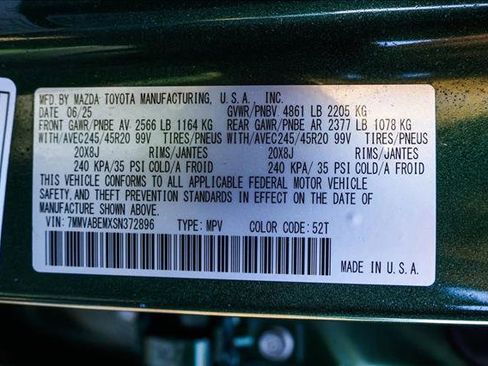 MFD BY MAZDA TOYOTA MANUFACTURING, U.S.A. INC.
DATE 06/25 GVWR/PNBV 4861 LB 2205 KG
FRONT GAWR/PNBE AV 2566 LB 1164 KG REAR GAWR/PNBE AR 2377 LB 1078 KG
WITH/AVEC245/45R20 99V TIRES/PNEUS WITH/AVEC245/45R20 99V TIRES/PNEUS
20X8J RIMS/JANTES 20X8J RIMS/JANTES
240 KPA/ 35 PSI COLD/A FROID 240 KPA/ 35 PSI COLD/A FROID
THIS VEHICLE CONFORMS TO ALL APPLICABLE FEDERAL MOTOR VEHICLE
SAFETY,AND THEFT PREVENTION STANDARDS IN EFFECT ON THE DATE OF
MANUFACTURE SHOWN ABOVE.
VIN:7MMVABEMXSN372896 TYPE:MPV COLOR CODE:52T
MADE IN U.S.A.